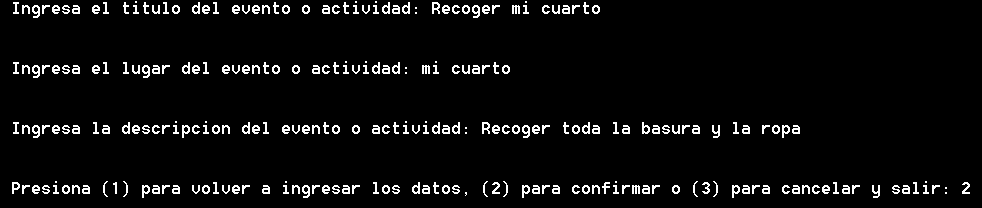 Ingresa el titulo del evento o actividad: Recoger mi cuarto
Ingresa el lugar del evento o actividad: mi cuarto
Ingresa la descripcion del evento o actividad: Recoger toda la basura y la ropa
Presiona (1) para volver a ingresar los datos, (2) para confirmar o (3) para cancelar y salir: 2